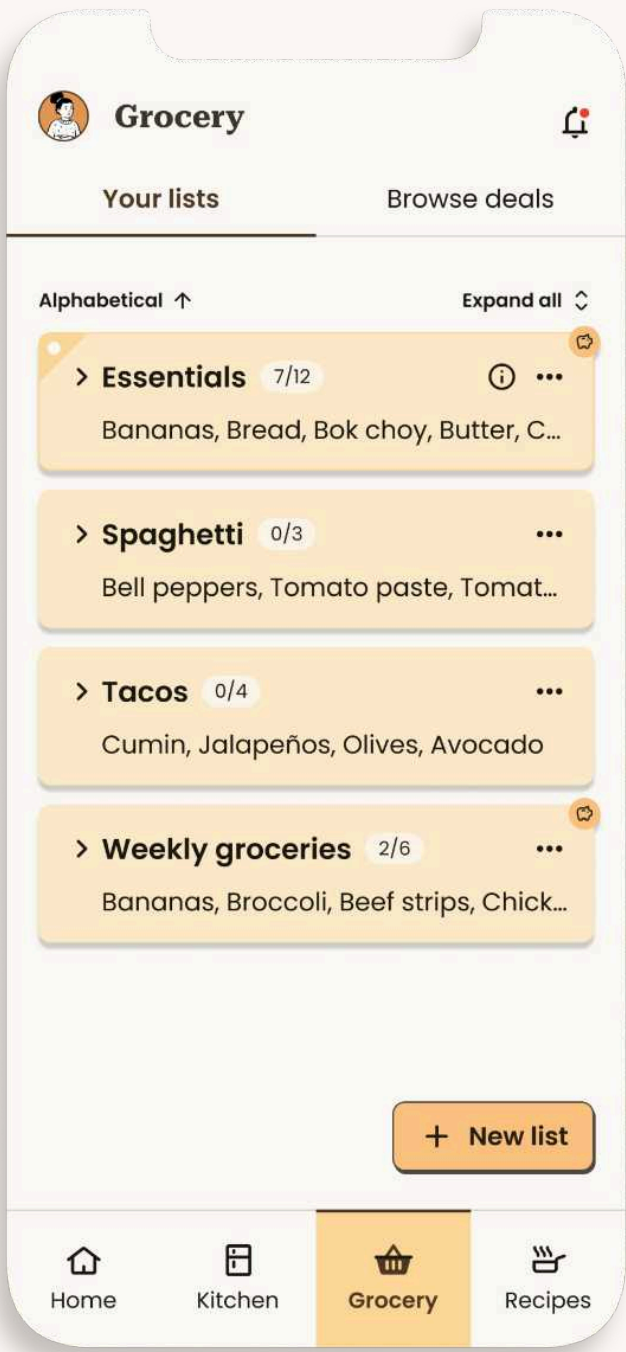 Grocery
Your lists Browse deals
Alphabetical Expand all
Essentials 7/12
Bananas, Bread, Bok choy, Butter, C...
Spaghetti 0/3
Bell peppers, Tomato paste, Tomat...
Tacos 0/4
Cumin, Jalapeños, Olives, Avocado
Weekly groceries 2/6
Bananas, Broccoli, Beef strips, Chick...
+ New list
Home Kitchen Grocery Recipes